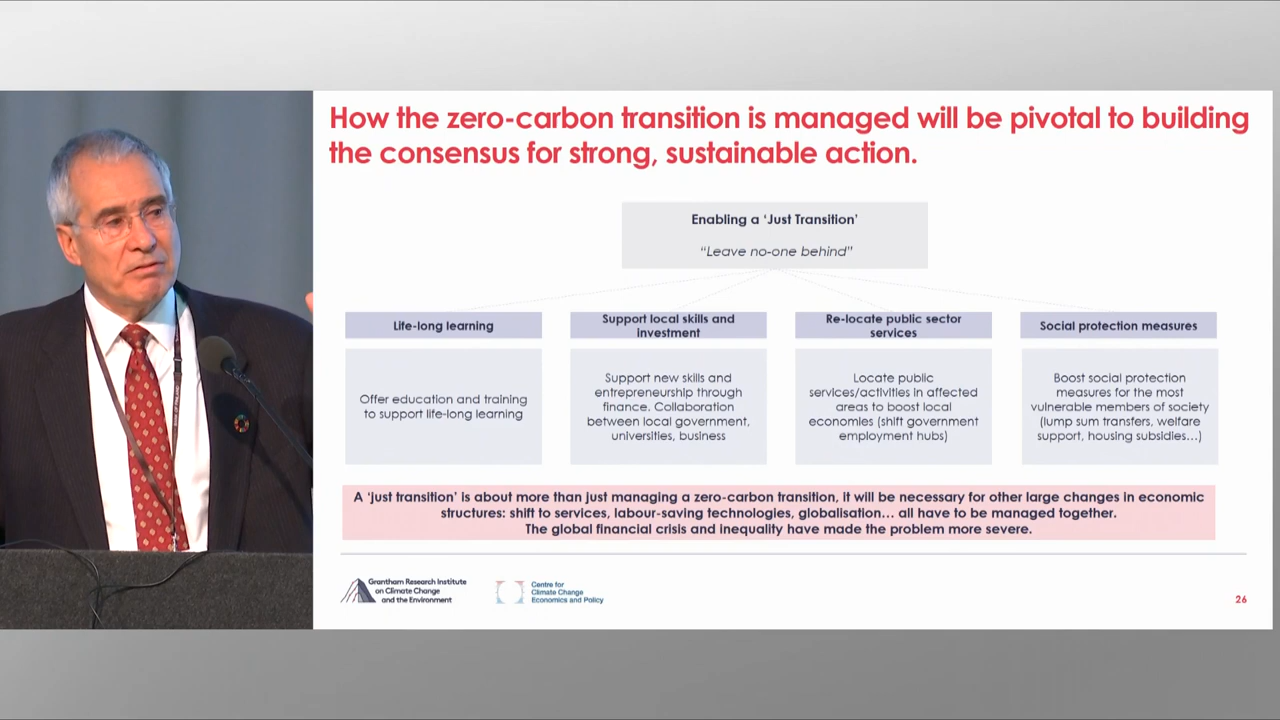 How the zero-carbon transition is managed will be pivotal to building
the consensus for strong, sustainable action.
Enabling a ‘Just Transition’
“Leave no-one behind”
Life-long learning
Support local skills and
investment
Re-locate public sector
services
Social protection measures
Offer education and training
to support life-long learning
Support new skills and
entrepreneurship through
finance. Collaboration
between local government,
universities, business
Locate public
services/activities in affected
areas to boost local
economies (shift government
employment hubs)
Boost social protection
measures for the most
vulnerable members of society
(lump sum transfers, welfare
support, housing subsidies…)
A ‘just transition’ is about more than just managing a zero-carbon transition, it will be necessary for other large changes in economic
structures: shift to services, labour-saving technologies, globalisation… all have to be managed together.
The global financial crisis and inequality have made the problem more severe.
Grantham Research Institute
on Climate Change
and the Environment
Centre for
Climate Change
Economics and Policy
26